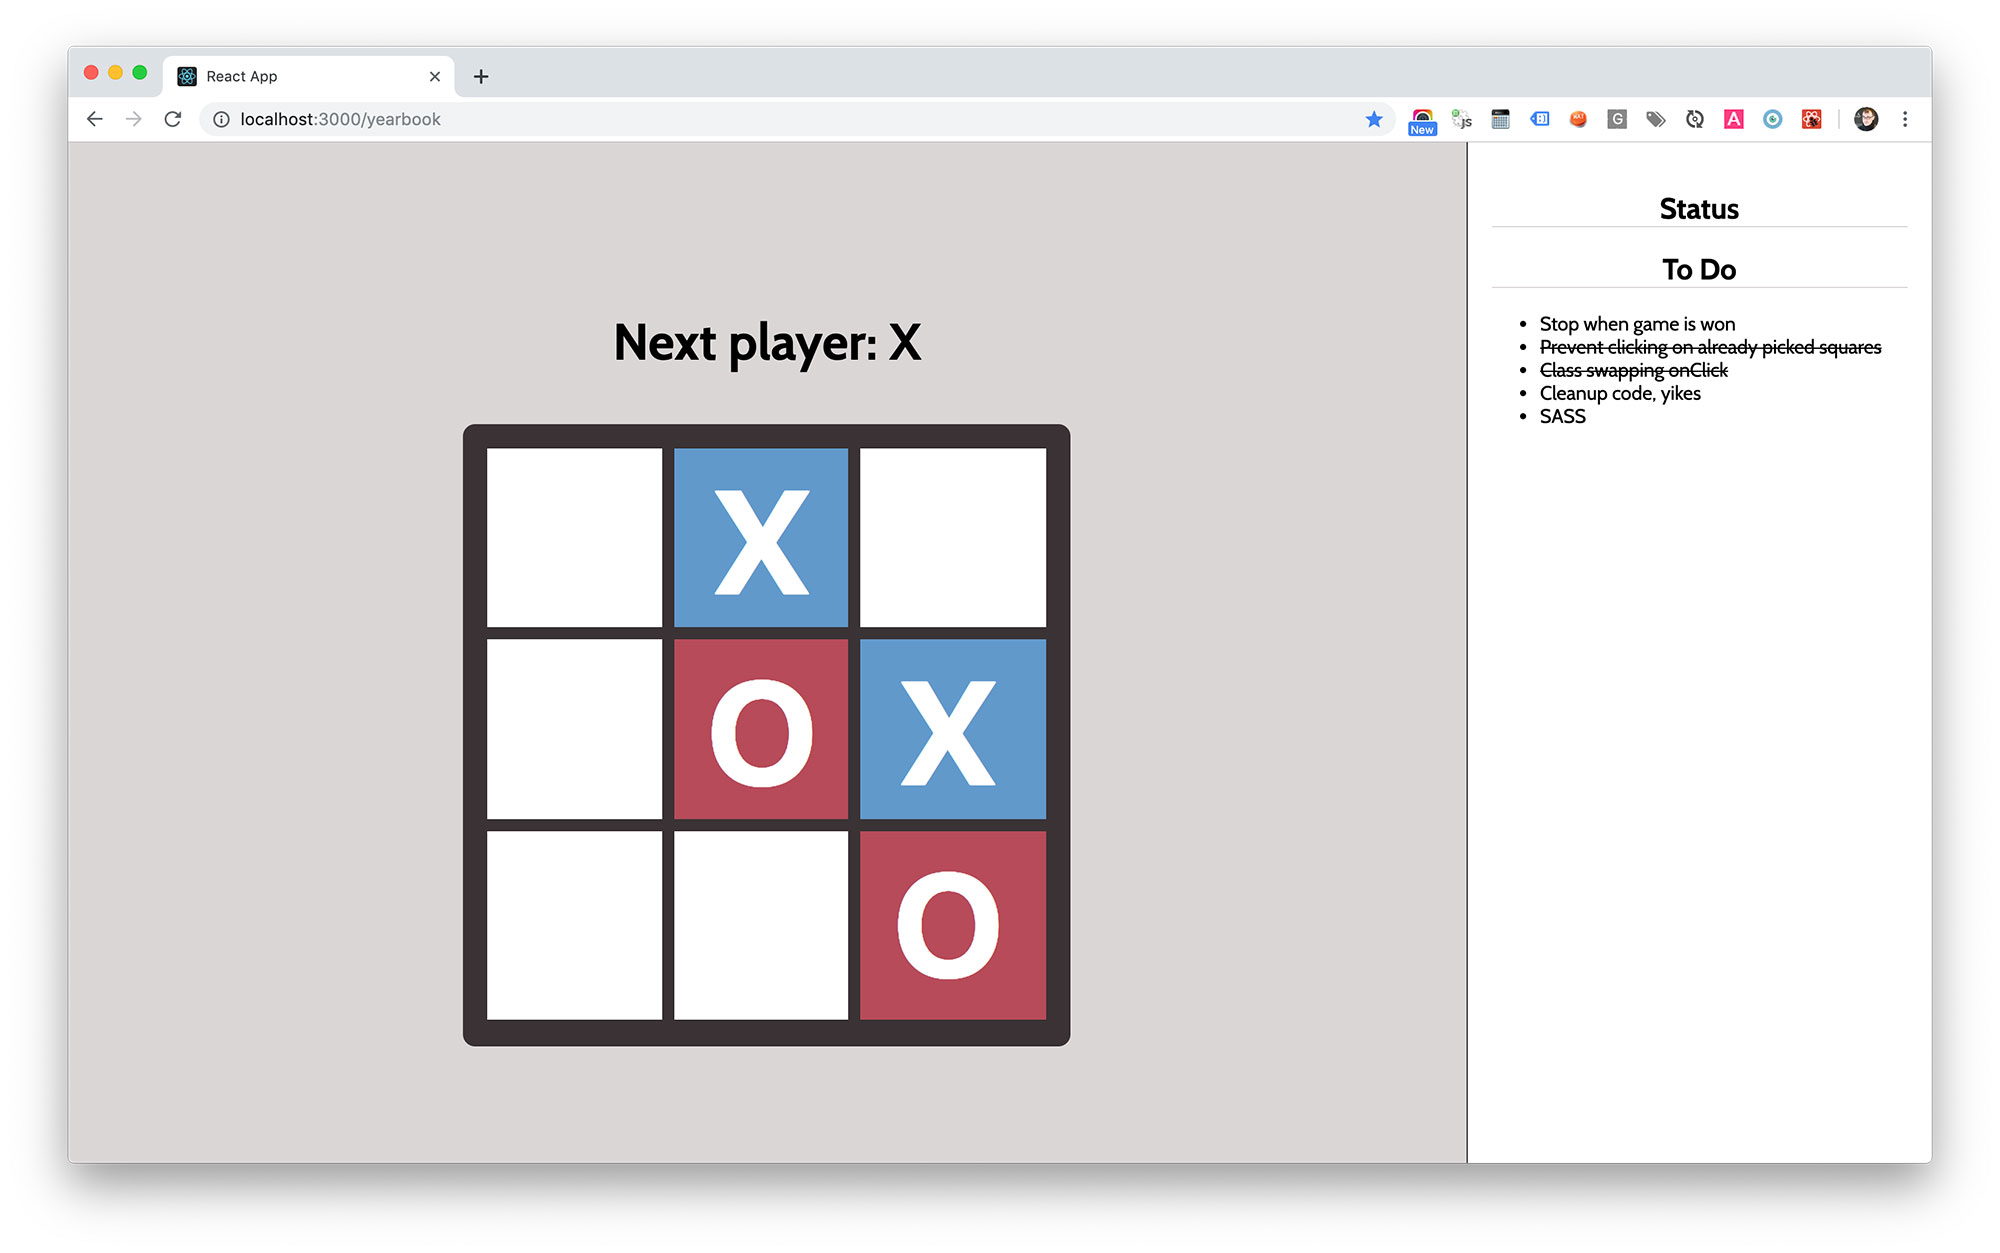 React App
localhost:3000/yearbook
New
JS
G
A
Status
To Do
Next player: X
Stop when game is won
Prevent clicking on already picked squares
Class swapping onClick
Cleanup code, yikes
SASS
X
O X
O